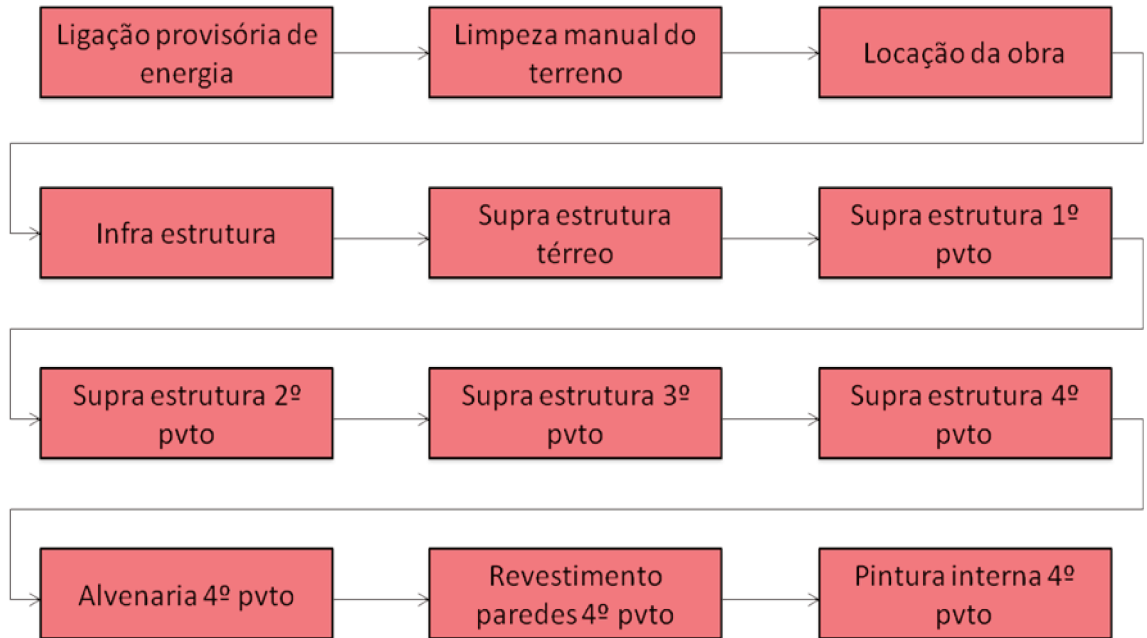 Ligação provisória de
energia
Limpeza manual do
terreno
Locação da obra
Infra estrutura
Supra estrutura
térreo
Supra estrutura 1º
pvto
Supra estrutura 2º
pvto
Supra estrutura 3º
pvto
Supra estrutura 4º
pvto
Alvenaria 4º pvto
Revestimento
paredes 4º pvto
Pintura interna 4º
pvto